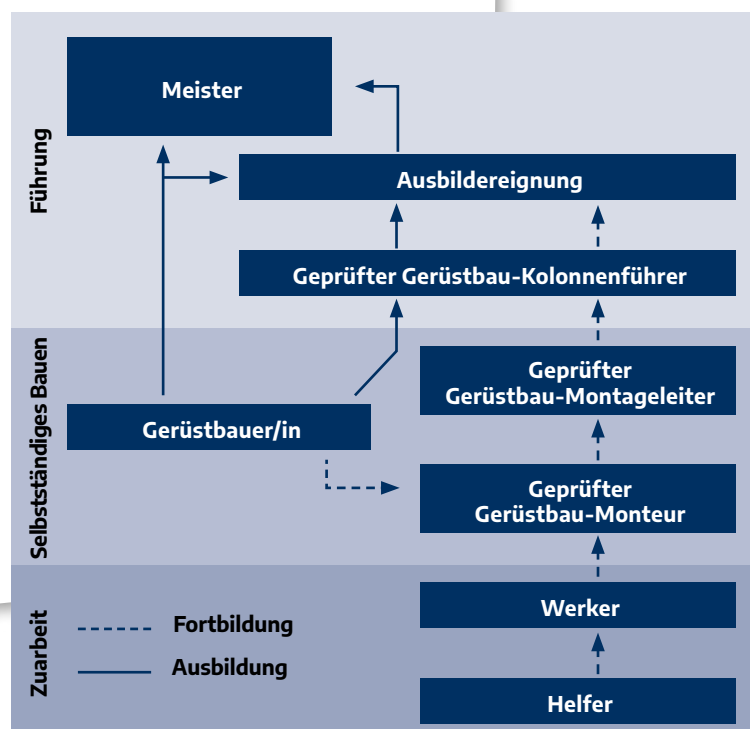 Führung
Meister
Ausbildereignung
Geprüfter Gerüstbau-Kolonnenführer
Selbstständiges Bauen
Geprüfter
Gerüstbau-Montageleiter
Gerüstbauer/in
Geprüfter
Gerüstbau-Monteur
Zuarbeit
Werker
Fortbildung
Ausbildung
Helfer